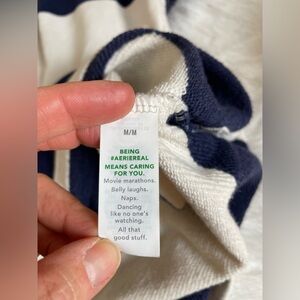 M/M
BEING
#AERIEREAL
MEANS CARING
FOR YOU.
Movie marathons.
Belly laughs.
Naps.
Dancing
like no one's
watching.
All that
good stuff.